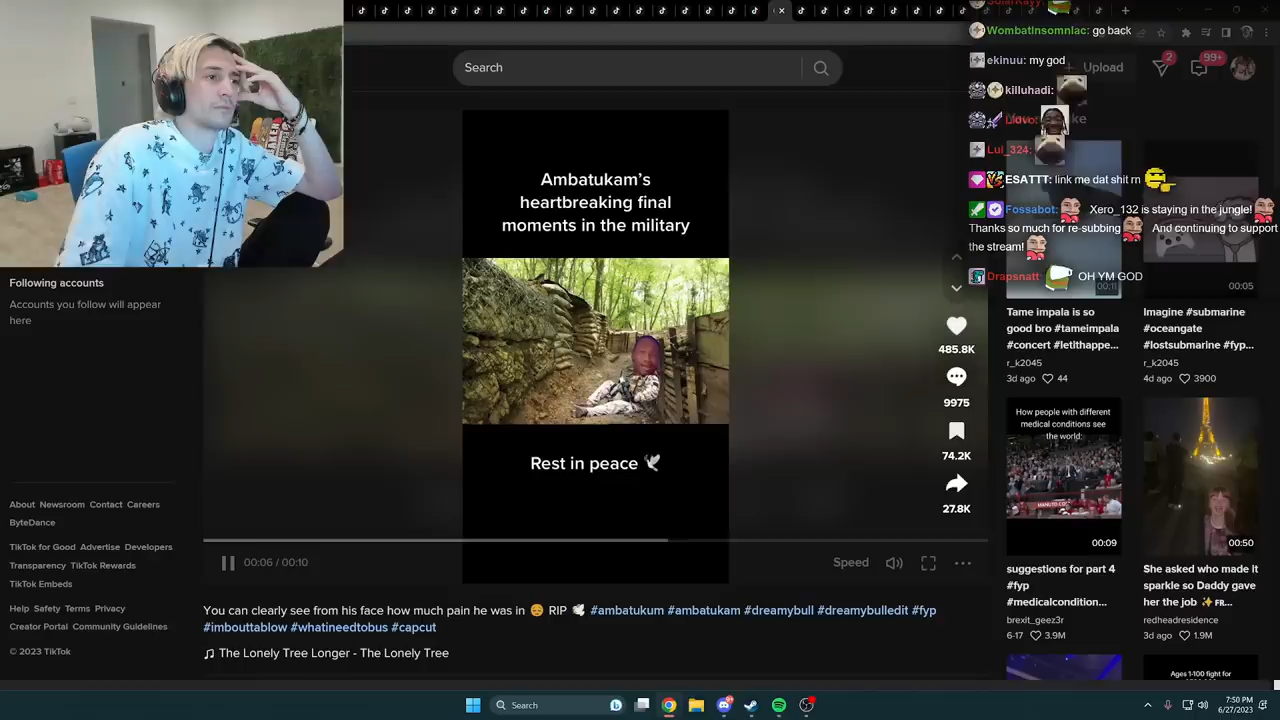 Search
Upload
2
99+
SolarRayy:
WombatInsomniac: go back
ekinuu: my god
killuhadi:
Lul_324:
ESATTT: link me dat shit rn
Fossabot: Xero_132 is staying in the jungle!
Thanks so much for re-subbing And continuing to support
the stream!
Drapsnatt: OH YM GOD
Ambatukam’s
heartbreaking final
moments in the military
Rest in peace
485.8K
9975
74.2K
27.8K
00:06 / 00:10
Speed
You can clearly see from his face how much pain he was in RIP #ambatukum #ambatukam #dreamybull #dreamybulledit #fyp
#imbouttablow #whatineedtobus #capcut
The Lonely Tree Longer - The Lonely Tree
Following accounts
Accounts you follow will appear
here
About Newsroom Contact Careers
ByteDance
TikTok for Good Advertise Developers
Transparency TikTok Rewards
TikTok Embeds
Help Safety Terms Privacy
Creator Portal Community Guidelines
© 2023 TikTok
00:11
Tame impala is so
good bro #tameimpala
#concert #letithappe...
r_k2045
3d ago 44
00:05
Imagine #submarine
#oceangate
#lostsubmarine #fyp...
r_k2045
4d ago 3900
How people with different
medical conditions see
the world:
00:09
suggestions for part 4
#fyp
#medicalcondition...
brexit_geez3r
6-17 3.9M
00:50
She asked who made It
sparkle so Daddy gave
her the job
redheadresidence
3d ago 1.9M
Ages 1-100 fight for
Search
7:50 PM
6/27/2023